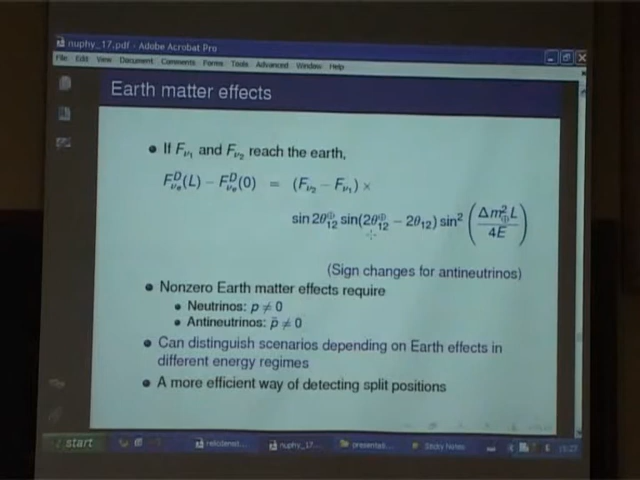 nuphy_17.pdf - Adobe Acrobat Pro
File Edit View Document Comments Forms Tools Advanced Window Help
Earth matter effects
• If F_ν₁ and F_ν₂ reach the earth,
F^D_νe(L) − F^D_νe(0) = (F_ν₂ − F_ν₁) ×
sin 2θ^⊕_12 sin(2θ^⊕_12 − 2θ_12) sin² (Δm²_⊕ L / 4E)
(Sign changes for antineutrinos)
• Nonzero Earth matter effects require
• Neutrinos: p ≠ 0
• Antineutrinos: p̄ ≠ 0
• Can distinguish scenarios depending on Earth effects in
different energy regimes
• A more efficient way of detecting split positions
start nuphy_17... presentati... Sticky Notes